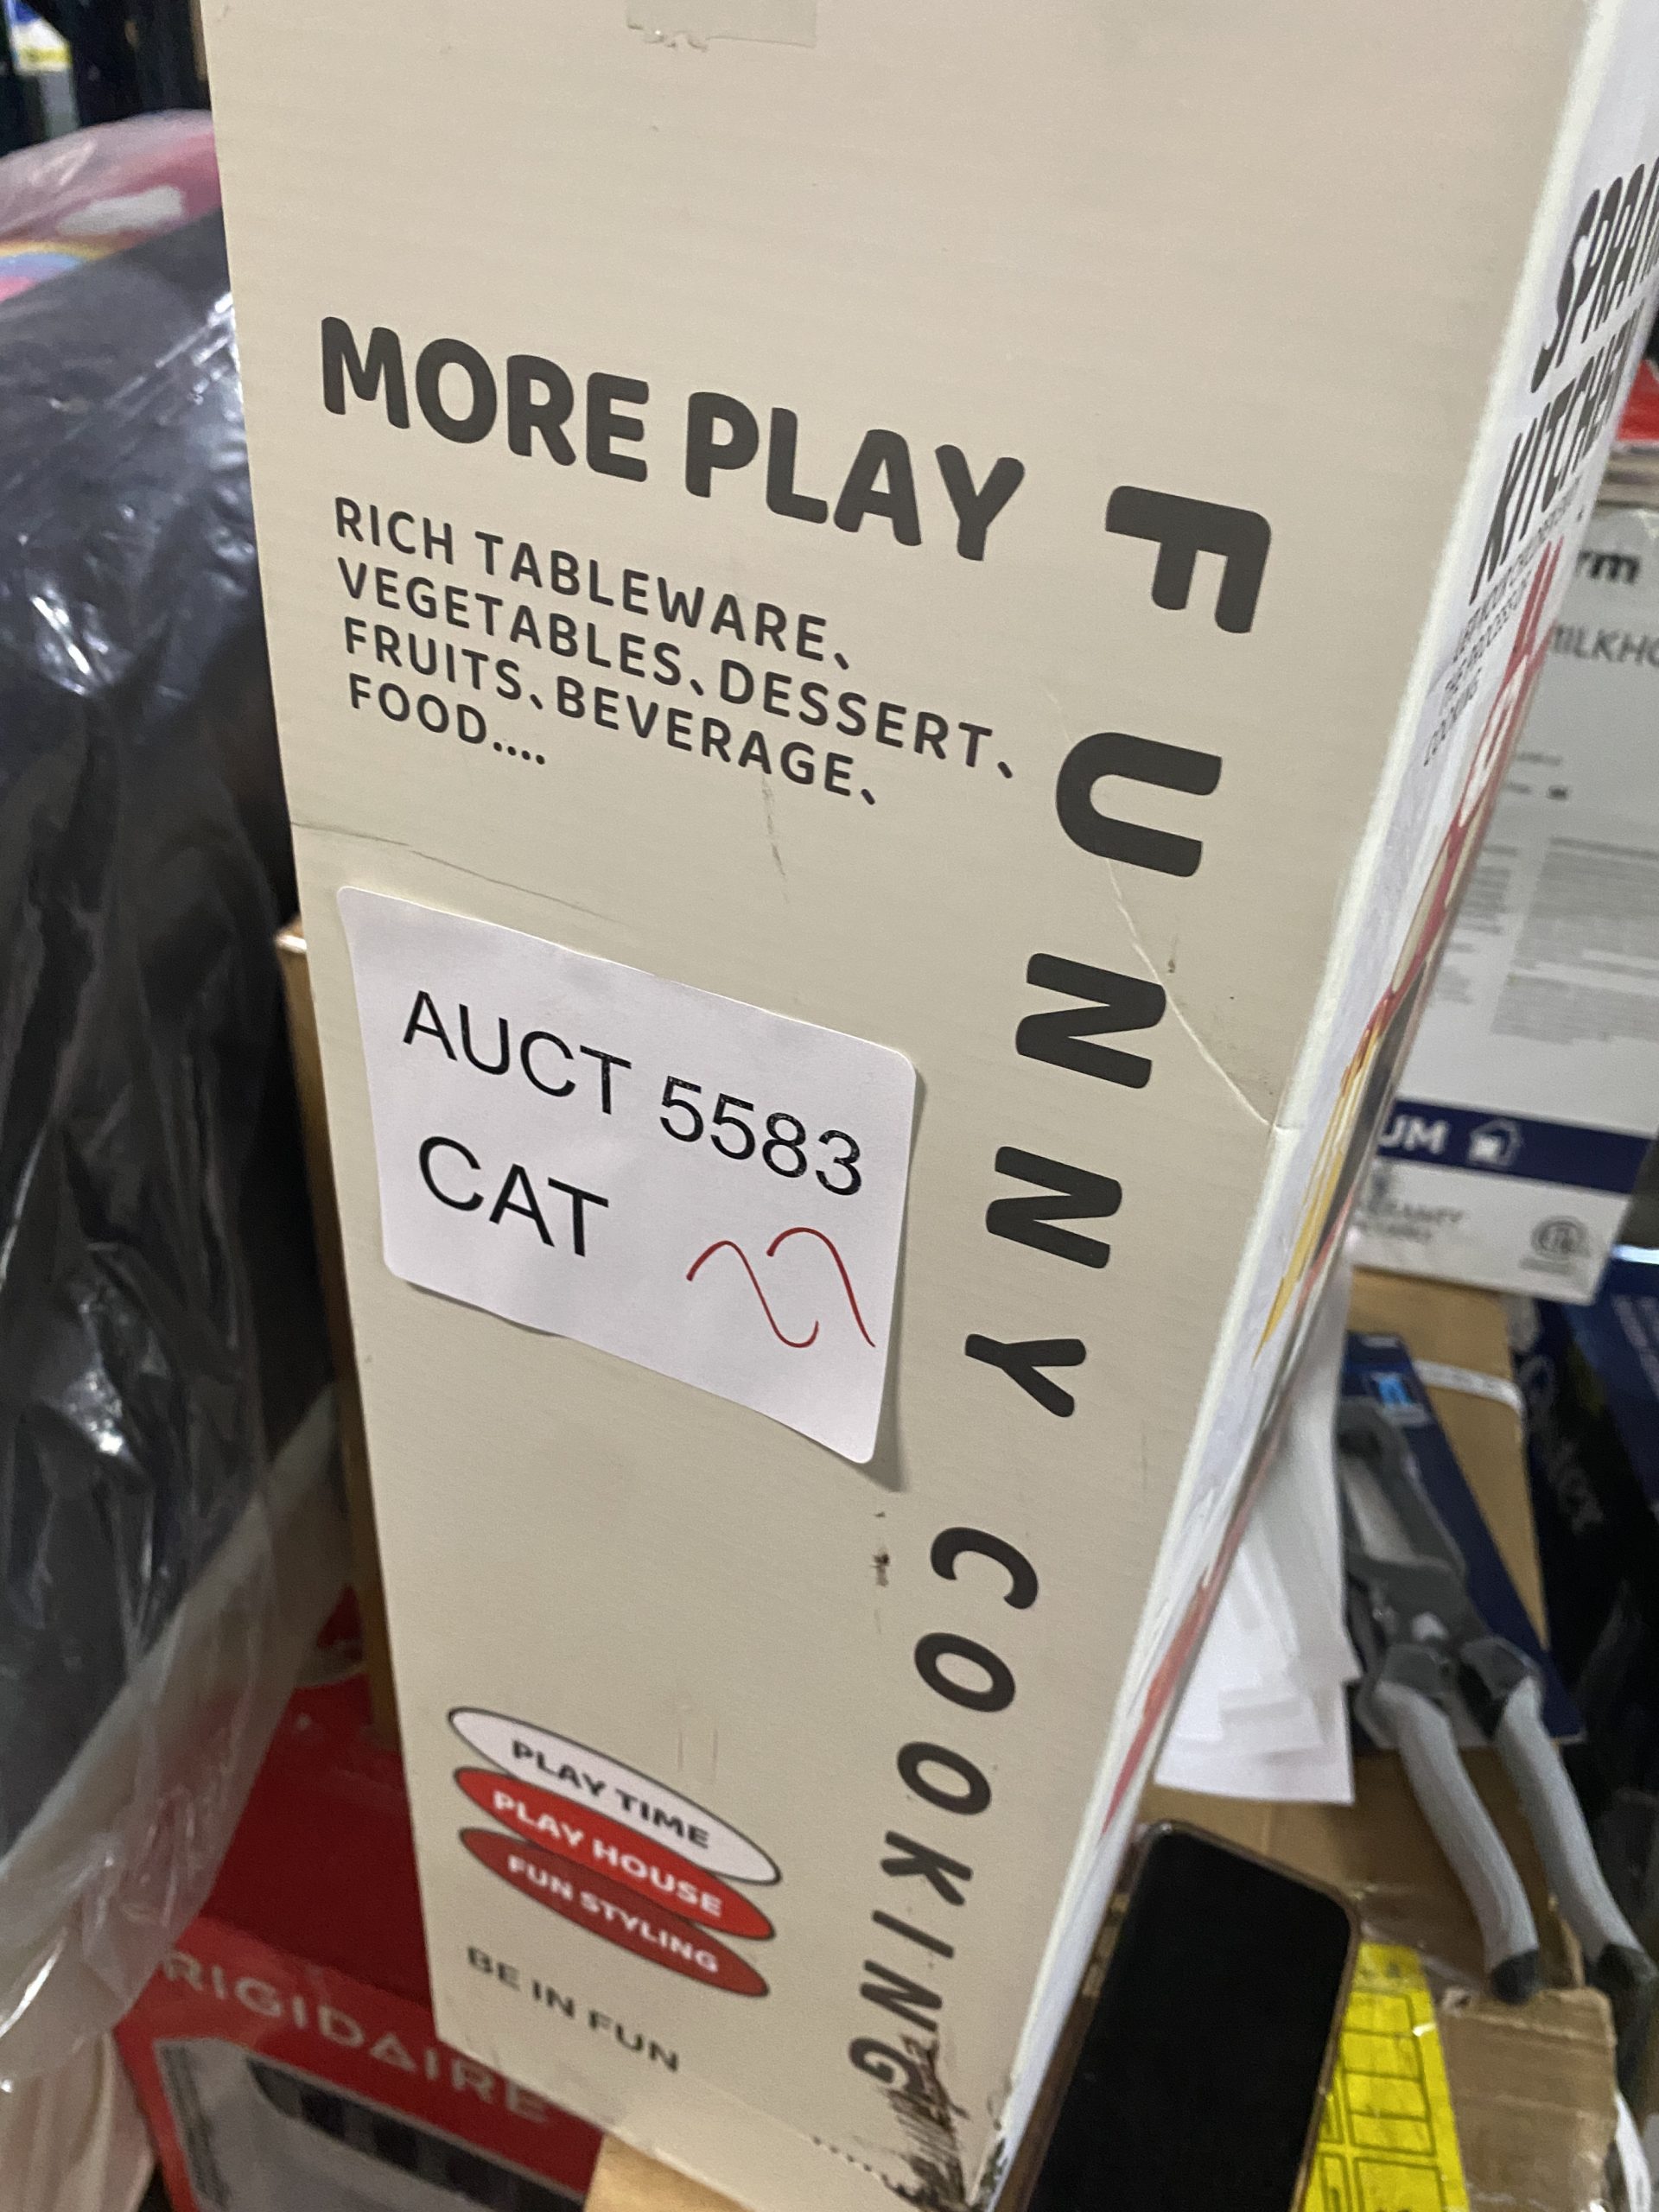 MORE PLAY
RICH TABLEWARE、
VEGETABLES、DESSERT、
FRUITS、BEVERAGE、
FOOD....
FUNNY COOKING
AUCT 5583
CAT
PLAY TIME
PLAY HOUSE
FUN STYLING
BE IN FUN
KITCHEN
RIGIDAIRE
UM